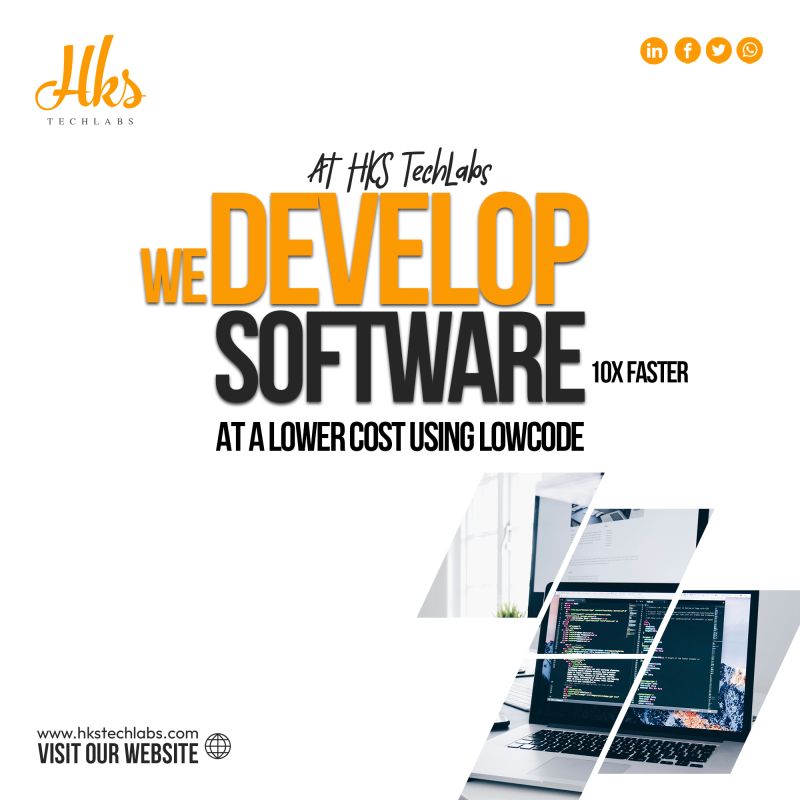 Hks
TECHLABS
At HKS TechLabs
WE DEVELOP
SOFTWARE 10X FASTER
AT A LOWER COST USING LOWCODE
www.hkstechlabs.com
VISIT OUR WEBSITE